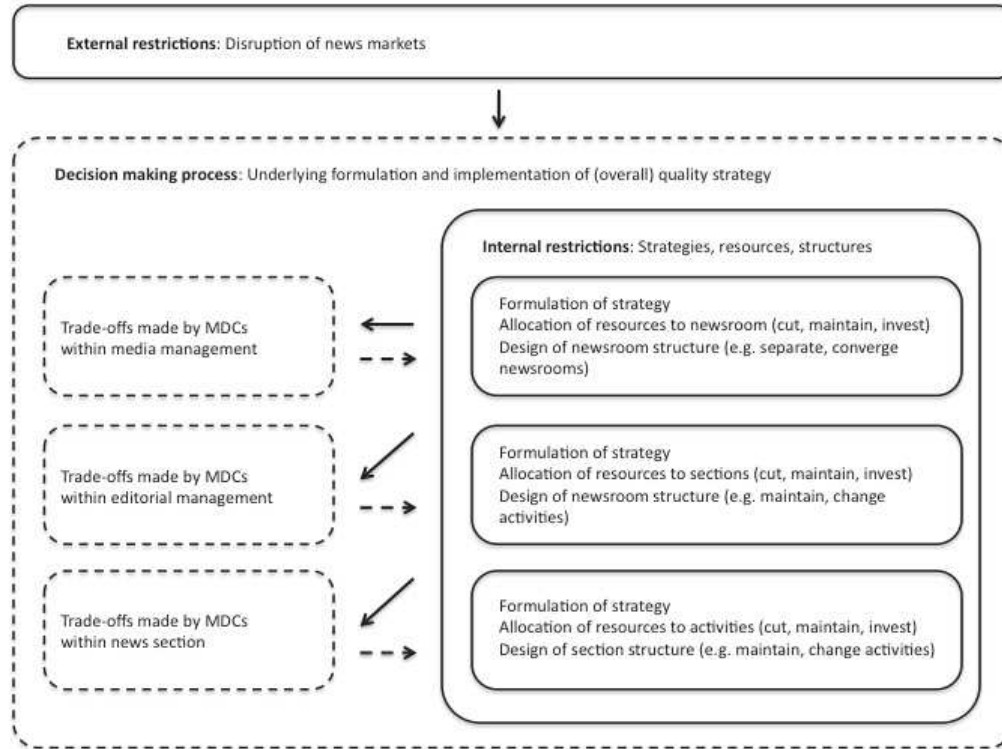 External restrictions: Disruption of news markets
Decision making process: Underlying formulation and implementation of (overall) quality strategy
Internal restrictions: Strategies, resources, structures
Trade-offs made by MDCs
within media management
Formulation of strategy
Allocation of resources to newsroom (cut, maintain, invest)
Design of newsroom structure (e.g. separate, converge
newsrooms)
Trade-offs made by MDCs
within editorial management
Formulation of strategy
Allocation of resources to sections (cut, maintain, invest)
Design of newsroom structure (e.g. maintain, change
activities)
Trade-offs made by MDCs
within news section
Formulation of strategy
Allocation of resources to activities (cut, maintain, invest)
Design of section structure (e.g. maintain, change activities)